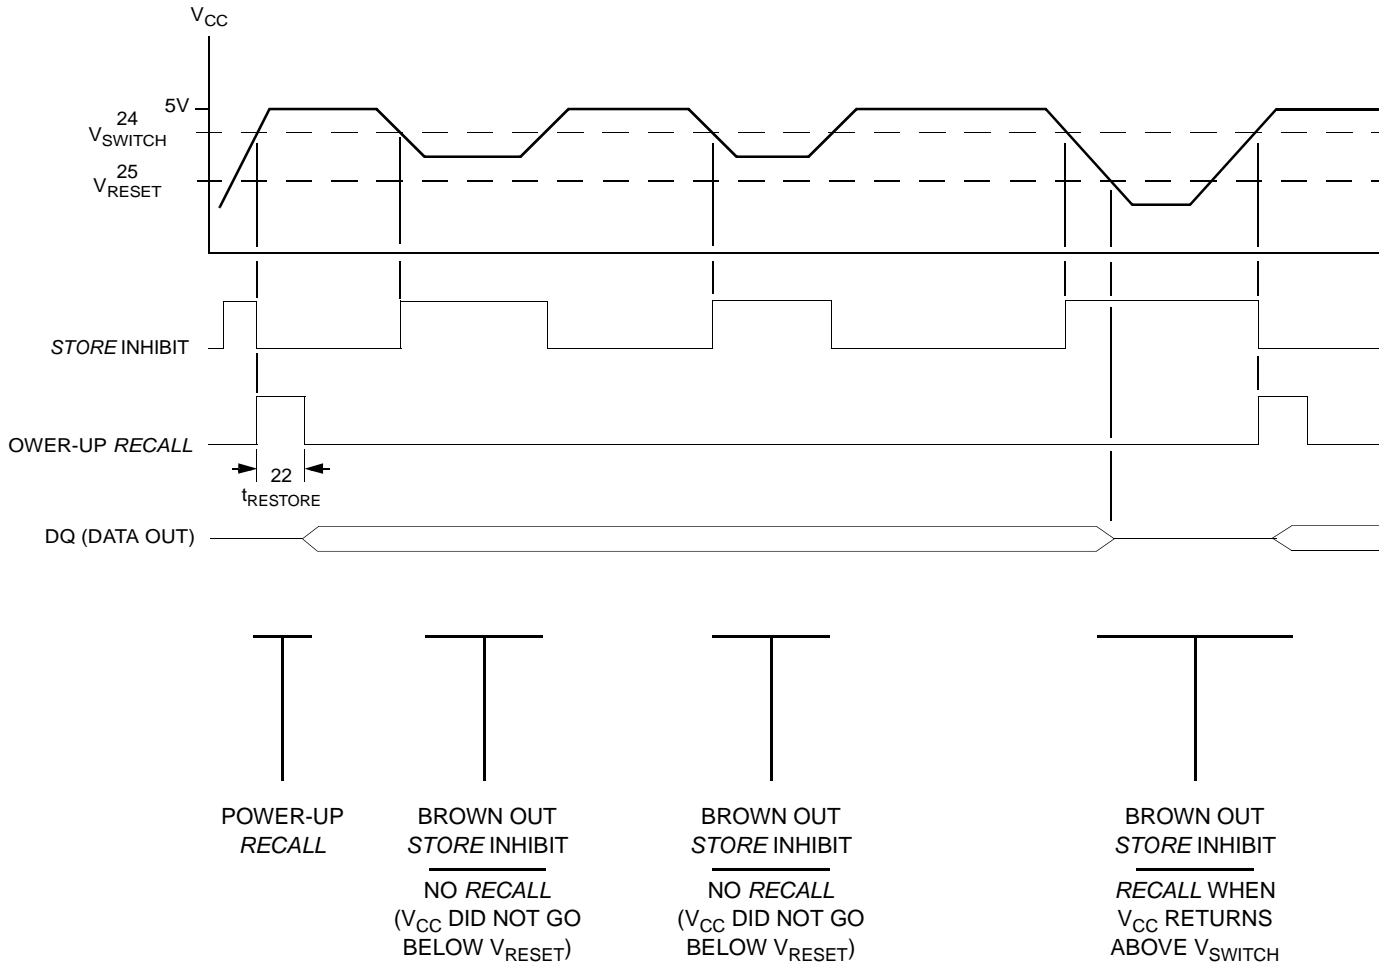 VCC
5V
24
VSWITCH
25
VRESET
STORE INHIBIT
OWER-UP RECALL
22
tRESTORE
DQ (DATA OUT)
POWER-UP
RECALL
BROWN OUT
STORE INHIBIT
NO RECALL
(VCC DID NOT GO
BELOW VRESET)
BROWN OUT
STORE INHIBIT
NO RECALL
(VCC DID NOT GO
BELOW VRESET)
BROWN OUT
STORE INHIBIT
RECALL WHEN
VCC RETURNS
ABOVE VSWITCH